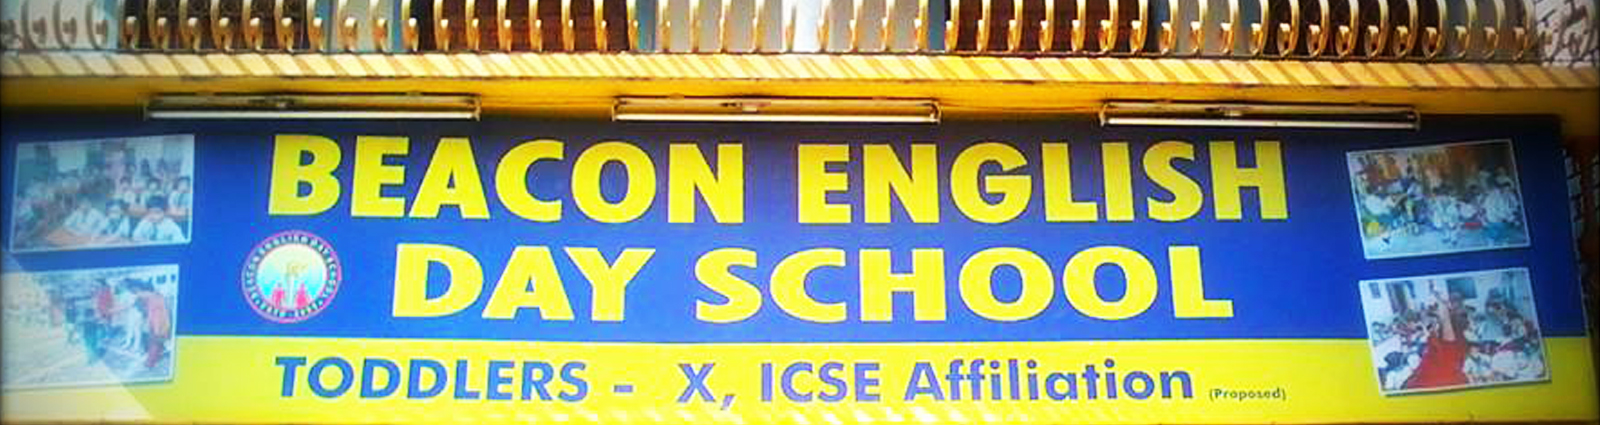 BEACON ENGLISH
DAY SCHOOL
TODDLERS - X, ICSE Affiliation (Proposed)